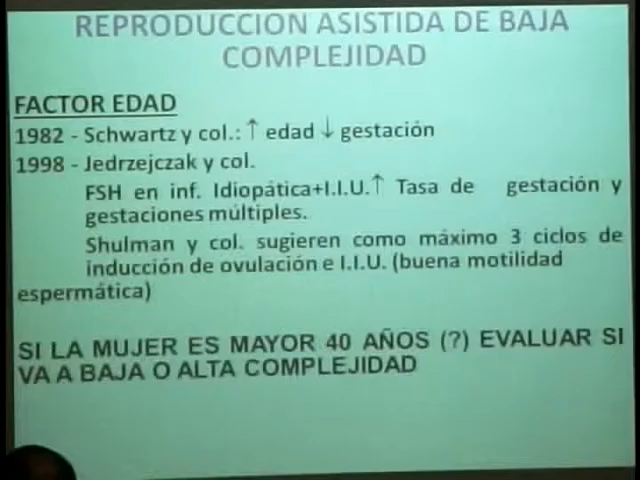 REPRODUCCION ASISTIDA DE BAJA
COMPLEJIDAD
FACTOR EDAD
1982 - Schwartz y col.: ↑ edad ↓ gestación
1998 - Jedrzejczak y col.
FSH en inf. Idiopática+I.I.U.↑ Tasa de gestación y
gestaciones múltiples.
Shulman y col. sugieren como máximo 3 ciclos de
inducción de ovulación e I.I.U. (buena motilidad
espermática)
SI LA MUJER ES MAYOR 40 AÑOS (?) EVALUAR SI
VA A BAJA O ALTA COMPLEJIDAD